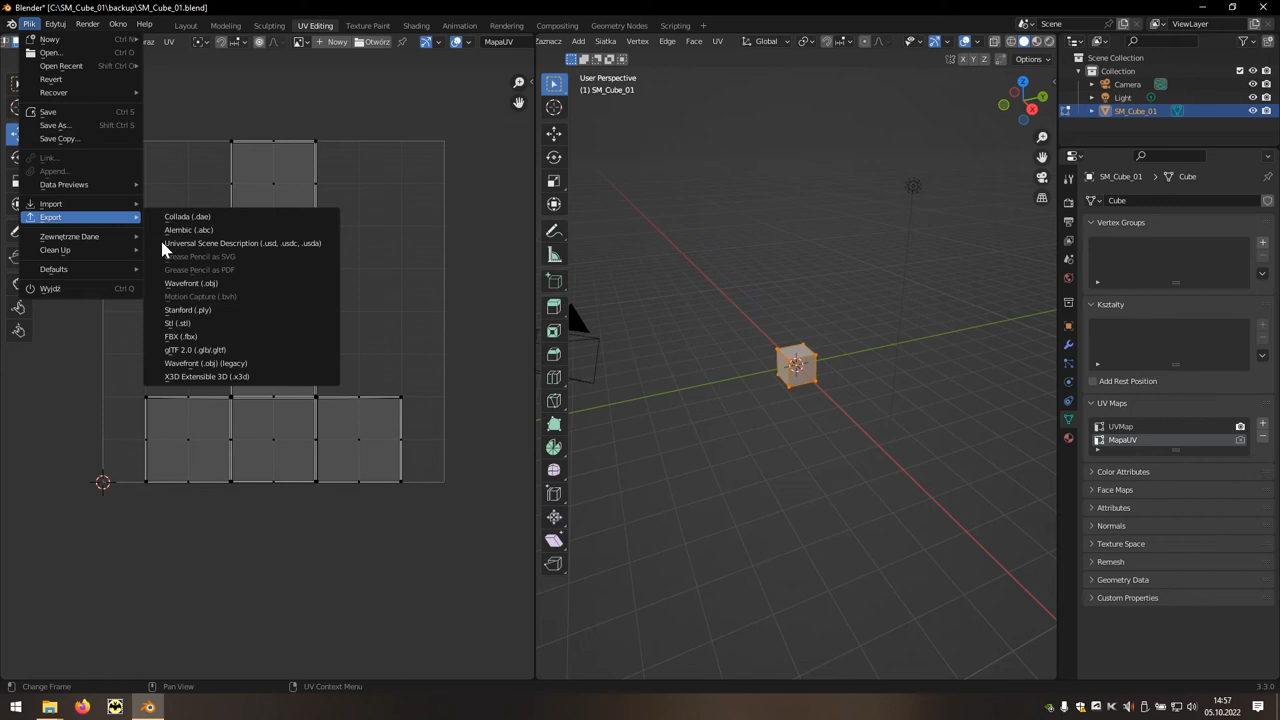 Blender* [C:\SM_Cube_01\backup\SM_Cube_01.blend]
Plik Edytuj Render Okno Help Layout Modeling Sculpting UV Editing Texture Paint Shading Animation Rendering Compositing Geometry Nodes Scripting Scene ViewLayer
UV Nowy Otwórz MapaUV Zaznacz Add Siatka Vertex Edge Face UV Global
X Y Z Options
Nowy
Open... Ctrl O
Open Recent Shift Ctrl O
Revert
Recover
Save Ctrl S
Save As... Shift Ctrl S
Save Copy...
Link...
Append...
Data Previews
Import
Export
Zewnętrzne Dane
Clean Up
Defaults
Wyjdź Ctrl Q
Collada (.dae)
Alembic (.abc)
Universal Scene Description (.usd, .usdc, .usda)
Grease Pencil as SVG
Grease Pencil as PDF
Wavefront (.obj)
Motion Capture (.bvh)
Stanford (.ply)
Stl (.stl)
FBX (.fbx)
glTF 2.0 (.glb/.gltf)
Wavefront (.obj) (legacy)
X3D Extensible 3D (.x3d)
User Perspective
(1) SM_Cube_01
Z
Y
X
Scene Collection
Collection
Camera
Light
SM_Cube_01
SM_Cube_01 Cube
Cube
Vertex Groups
Kształty
Add Rest Position
UV Maps
UVMap
MapaUV
Color Attributes
Face Maps
Attributes
Normals
Texture Space
Remesh
Geometry Data
Custom Properties
Change Frame Pan View UV Context Menu 3.3.0
14:57
05.10.2022